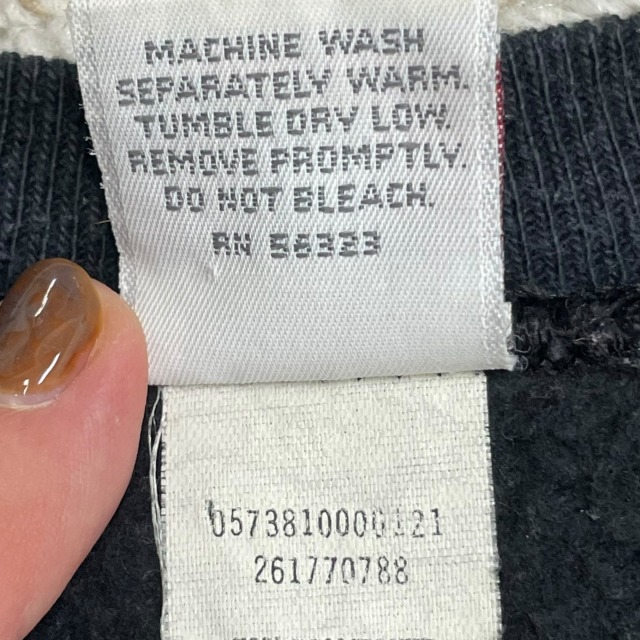 MACHINE WASH
SEPARATELY WARM.
TUMBLE DRY LOW.
REMOVE PROMPTLY.
DO NOT BLEACH.
RN 56323
0573810000121
261770788